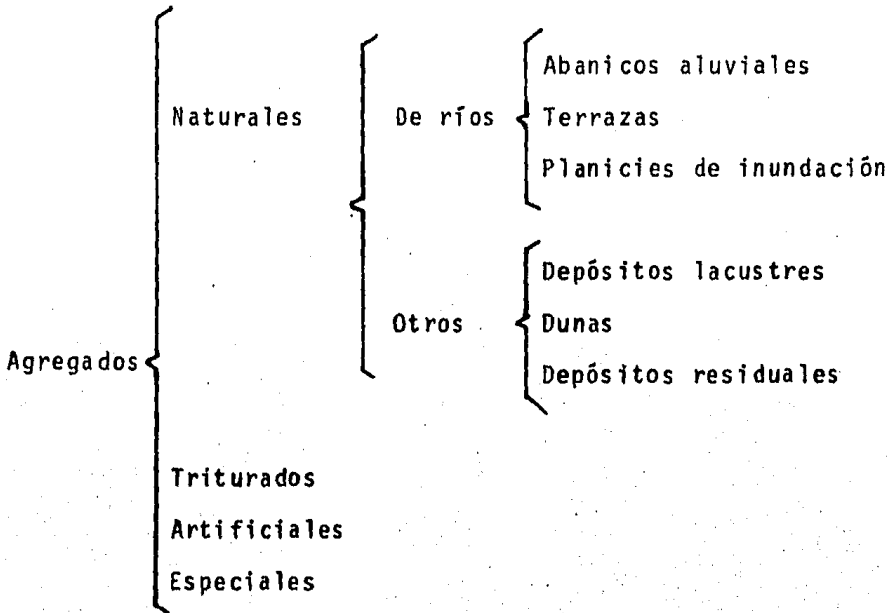 Abanicos aluviales
Naturales De ríos Terrazas
Planicies de inundación
Depósitos lacustres
Otros Dunas
Agregados
Depósitos residuales
Triturados
Artificiales
Especiales